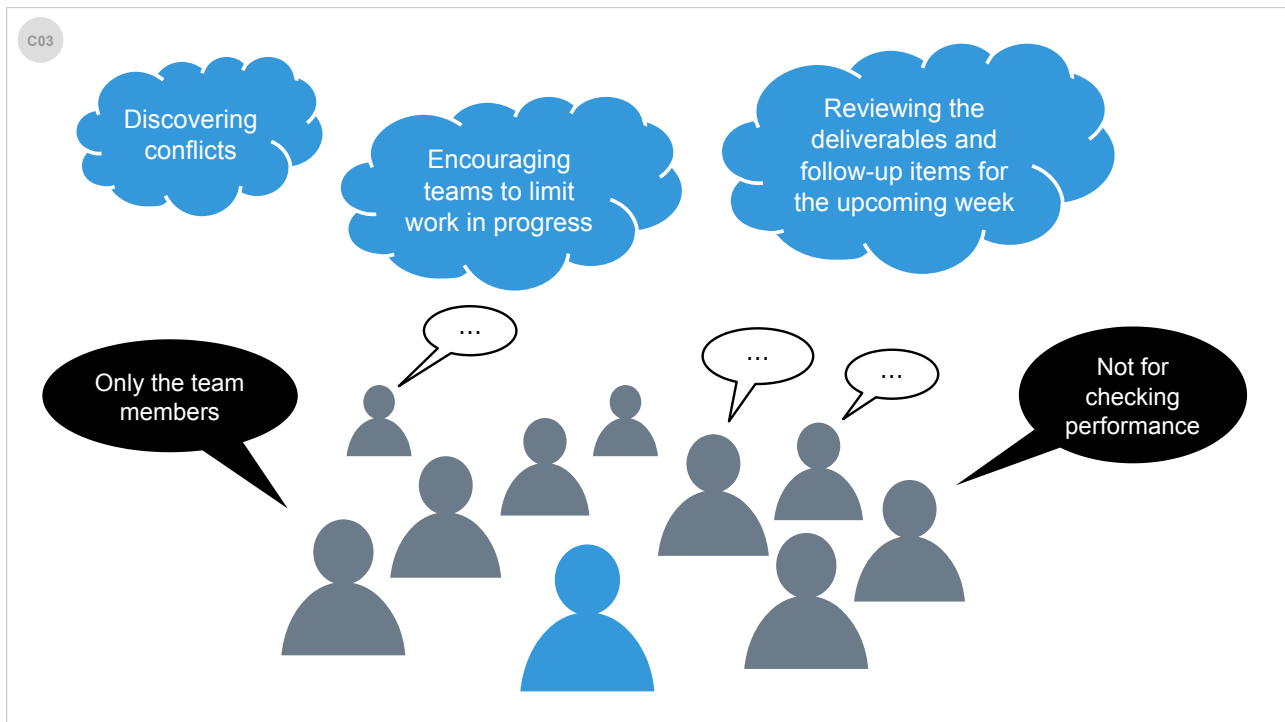 C03
Discovering
conflicts
Encouraging
teams to limit
work in progress
Reviewing the
deliverables and
follow-up items for
the upcoming week
...
...
...
Only the team
members
Not for
checking
performance